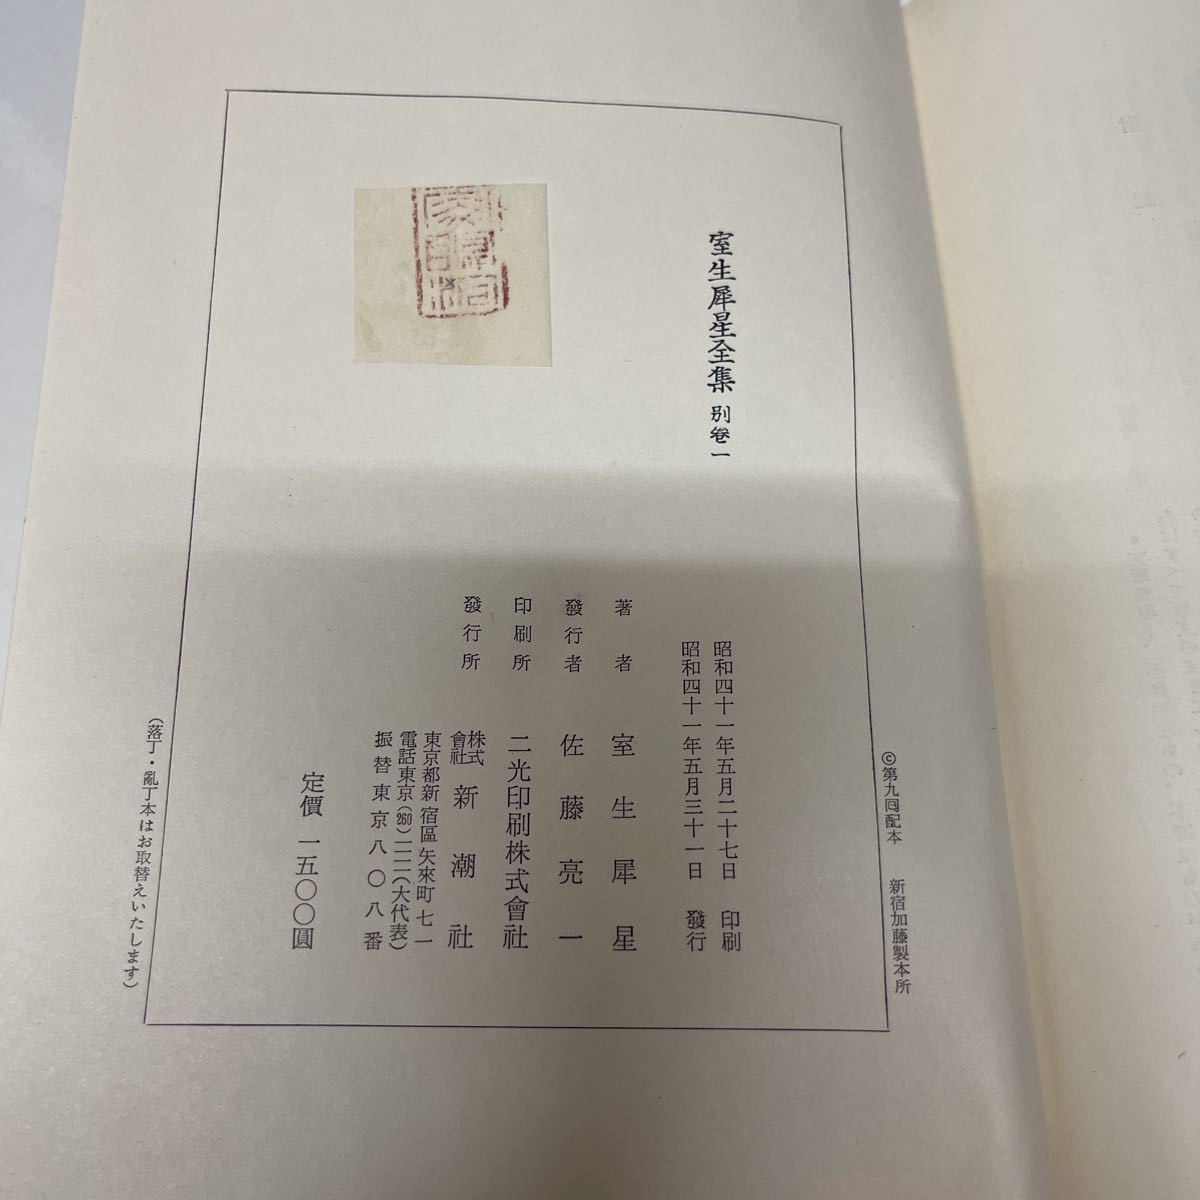 ©第九囘配本　新宿加藤製本所
室生犀星全集 別卷一
昭和四十一年五月二十七日　印刷
昭和四十一年五月三十一日　發行
著者　室生犀星
發行者　佐藤亮一
印刷所　二光印刷株式會社
發行所　株式會社 新潮社
東京都新宿區矢來町七一
電話東京(260)一一一一(大代表)
振替東京八〇八番
定價 一五〇〇圓
(落丁・亂丁本はお取替えいたします)